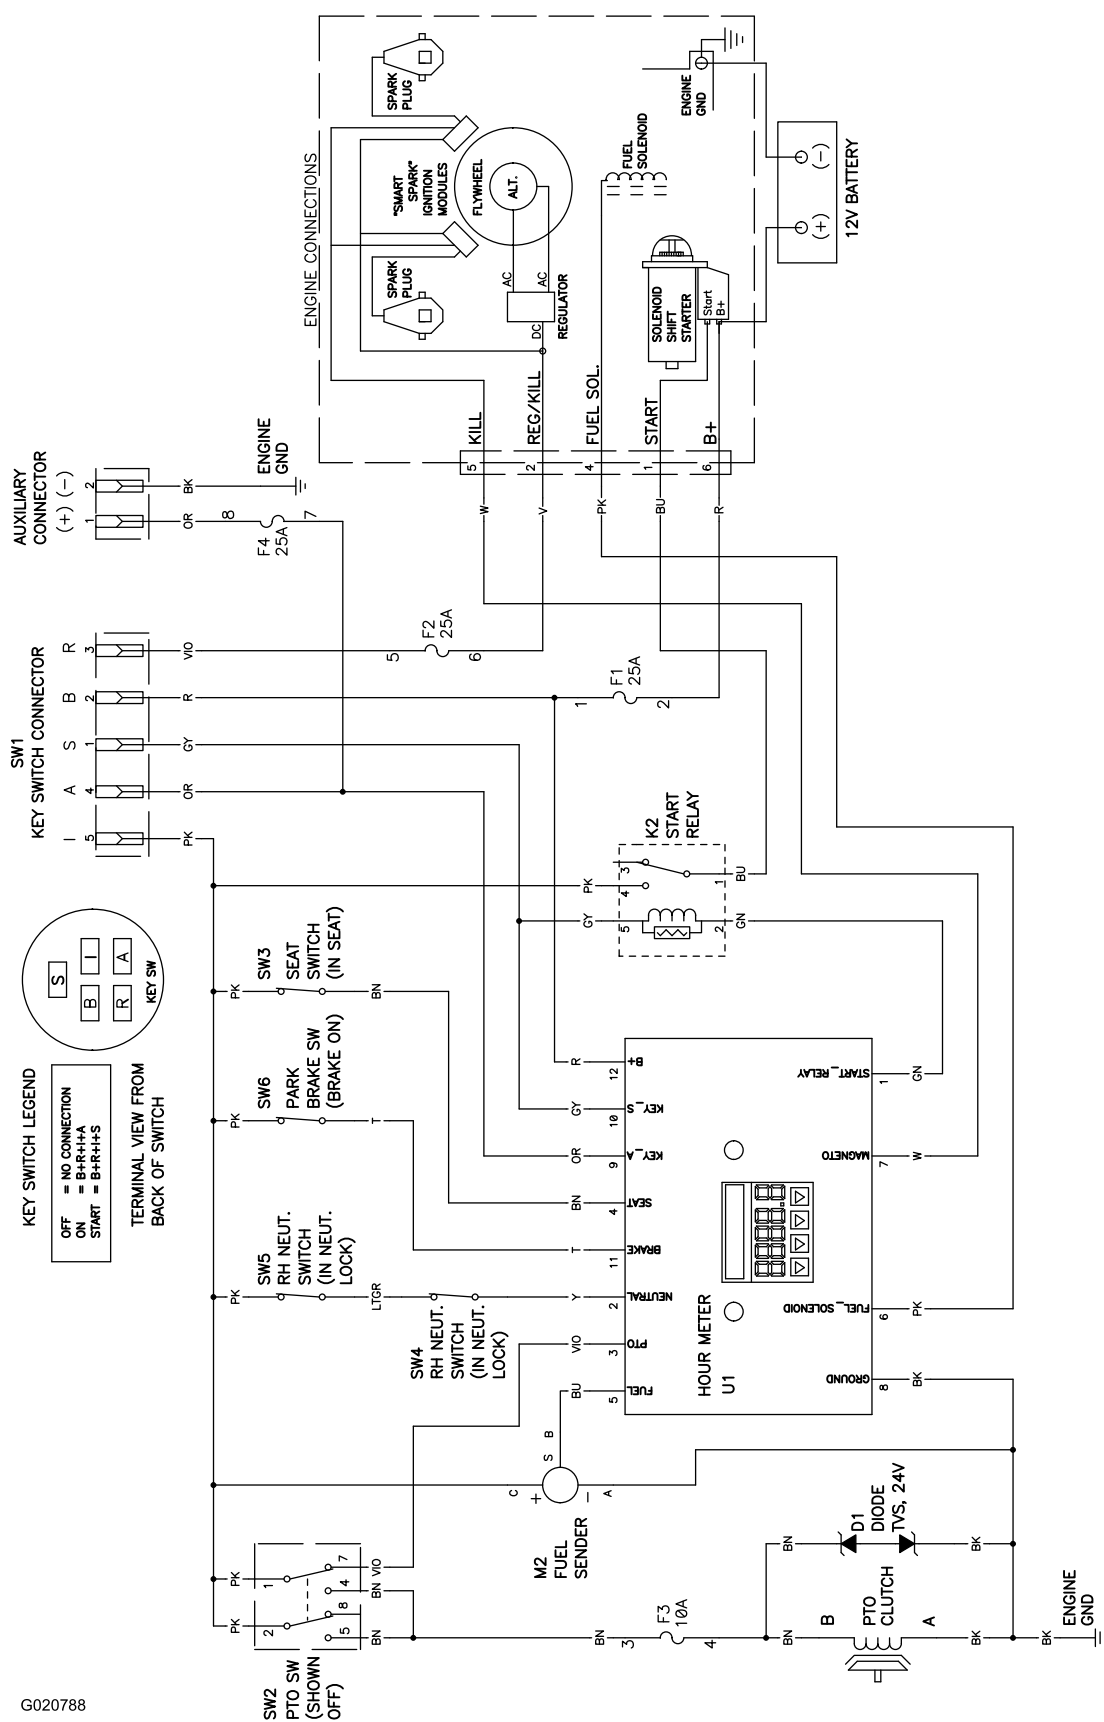 AUXILIARY
CONNECTOR
(+) (-)
1
2
OR
BK
8
F4
25A
7
ENGINE
GND
SW1
KEY SWITCH CONNECTOR
I
A
S
B
R
5
4
1
2
3
PK
OR
GY
R
VIO
5
F2
25A
6
1
F1
25A
2
ENGINE CONNECTIONS
SPARK
PLUG
SPARK
PLUG
"SMART
SPARK"
IGNITION
MODULES
FLYWHEEL
ALT.
AC
AC
REGULATOR
DC
FUEL
SOLENOID
ENGINE
GND
SOLENOID
SHIFT
STARTER
Start
B+
12V BATTERY
(+)
(-)
KILL
REG/KILL
FUEL SOL.
START
B+
5
2
4
1
6
W
V
PK
BU
R
KEY SWITCH LEGEND
OFF = NO CONNECTION
ON = B+R+I+A
START = B+R+I+S
TERMINAL VIEW FROM
BACK OF SWITCH
S
B
I
R
A
KEY SW
K2
START
RELAY
PK
4
3
1
BU
GY
5
2
GN
PK
SW3
SEAT
SWITCH
(IN SEAT)
BN
PK
SW6
PARK
BRAKE SW
(BRAKE ON)
T
PK
SW5
RH NEUT.
SWITCH
(IN NEUT.
LOCK)
LTGR
SW4
RH NEUT.
SWITCH
(IN NEUT.
LOCK)
BU
VIO
Y
T
BN
OR
GY
R
5
3
2
11
4
9
10
12
FUEL
PTO
NEUTRAL
BRAKE
SEAT
KEY_A
KEY_S
B+
HOUR METER
U1
GROUND
FUEL_SOLENOID
MAGNETO
START_RELAY
8
6
7
1
BK
PK
W
GN
C
+
S
B
-
A
M2
FUEL
SENDER
PK
PK
2
1
8
7
5
4
BN
BN
VIO
SW2
PTO SW
(SHOWN
OFF)
BN
3
F3
10A
4
BN
BN
D1
DIODE
TVS, 24V
BK
B
PTO
CLUTCH
A
BK
BK
ENGINE
GND
G020788